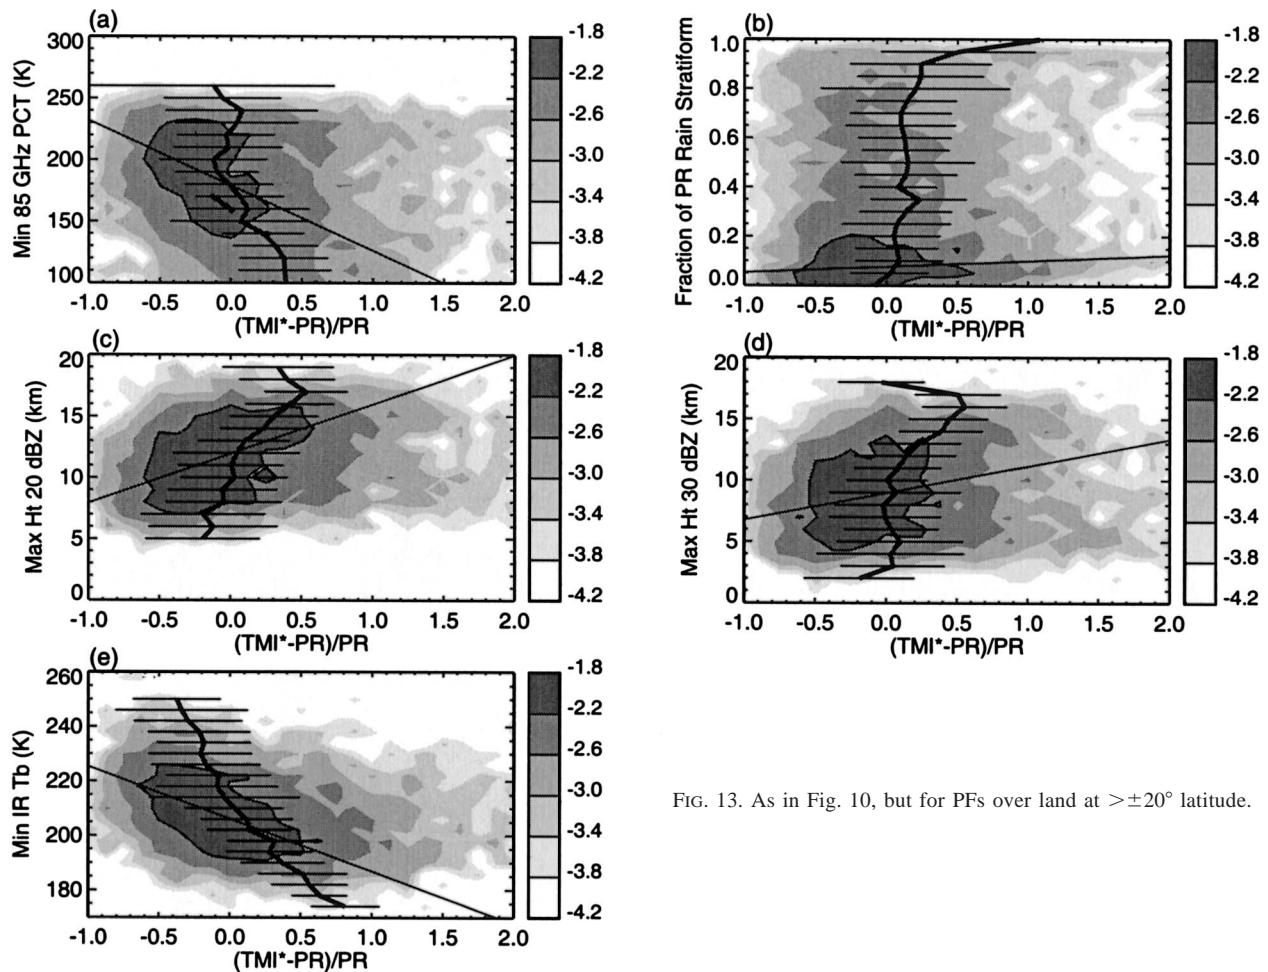 (a)
300
250
200
150
100
Min 85 GHz PCT (K)
-1.0 -0.5 0.0 0.5 1.0 1.5 2.0
(TMI*-PR)/PR
-1.8
-2.2
-2.6
-3.0
-3.4
-3.8
-4.2
(b)
1.0
0.8
0.6
0.4
0.2
0.0
Fraction of PR Rain Stratiform
-1.0 -0.5 0.0 0.5 1.0 1.5 2.0
(TMI*-PR)/PR
-1.8
-2.2
-2.6
-3.0
-3.4
-3.8
-4.2
(c)
20
15
10
5
0
Max Ht 20 dBZ (km)
-1.0 -0.5 0.0 0.5 1.0 1.5 2.0
(TMI*-PR)/PR
-1.8
-2.2
-2.6
-3.0
-3.4
-3.8
-4.2
(d)
20
15
10
5
0
Max Ht 30 dBZ (km)
-1.0 -0.5 0.0 0.5 1.0 1.5 2.0
(TMI*-PR)/PR
-1.8
-2.2
-2.6
-3.0
-3.4
-3.8
-4.2
(e)
260
240
220
200
180
Min IR Tb (K)
-1.0 -0.5 0.0 0.5 1.0 1.5 2.0
(TMI*-PR)/PR
-1.8
-2.2
-2.6
-3.0
-3.4
-3.8
-4.2
FIG. 13. As in Fig. 10, but for PFs over land at >±20° latitude.